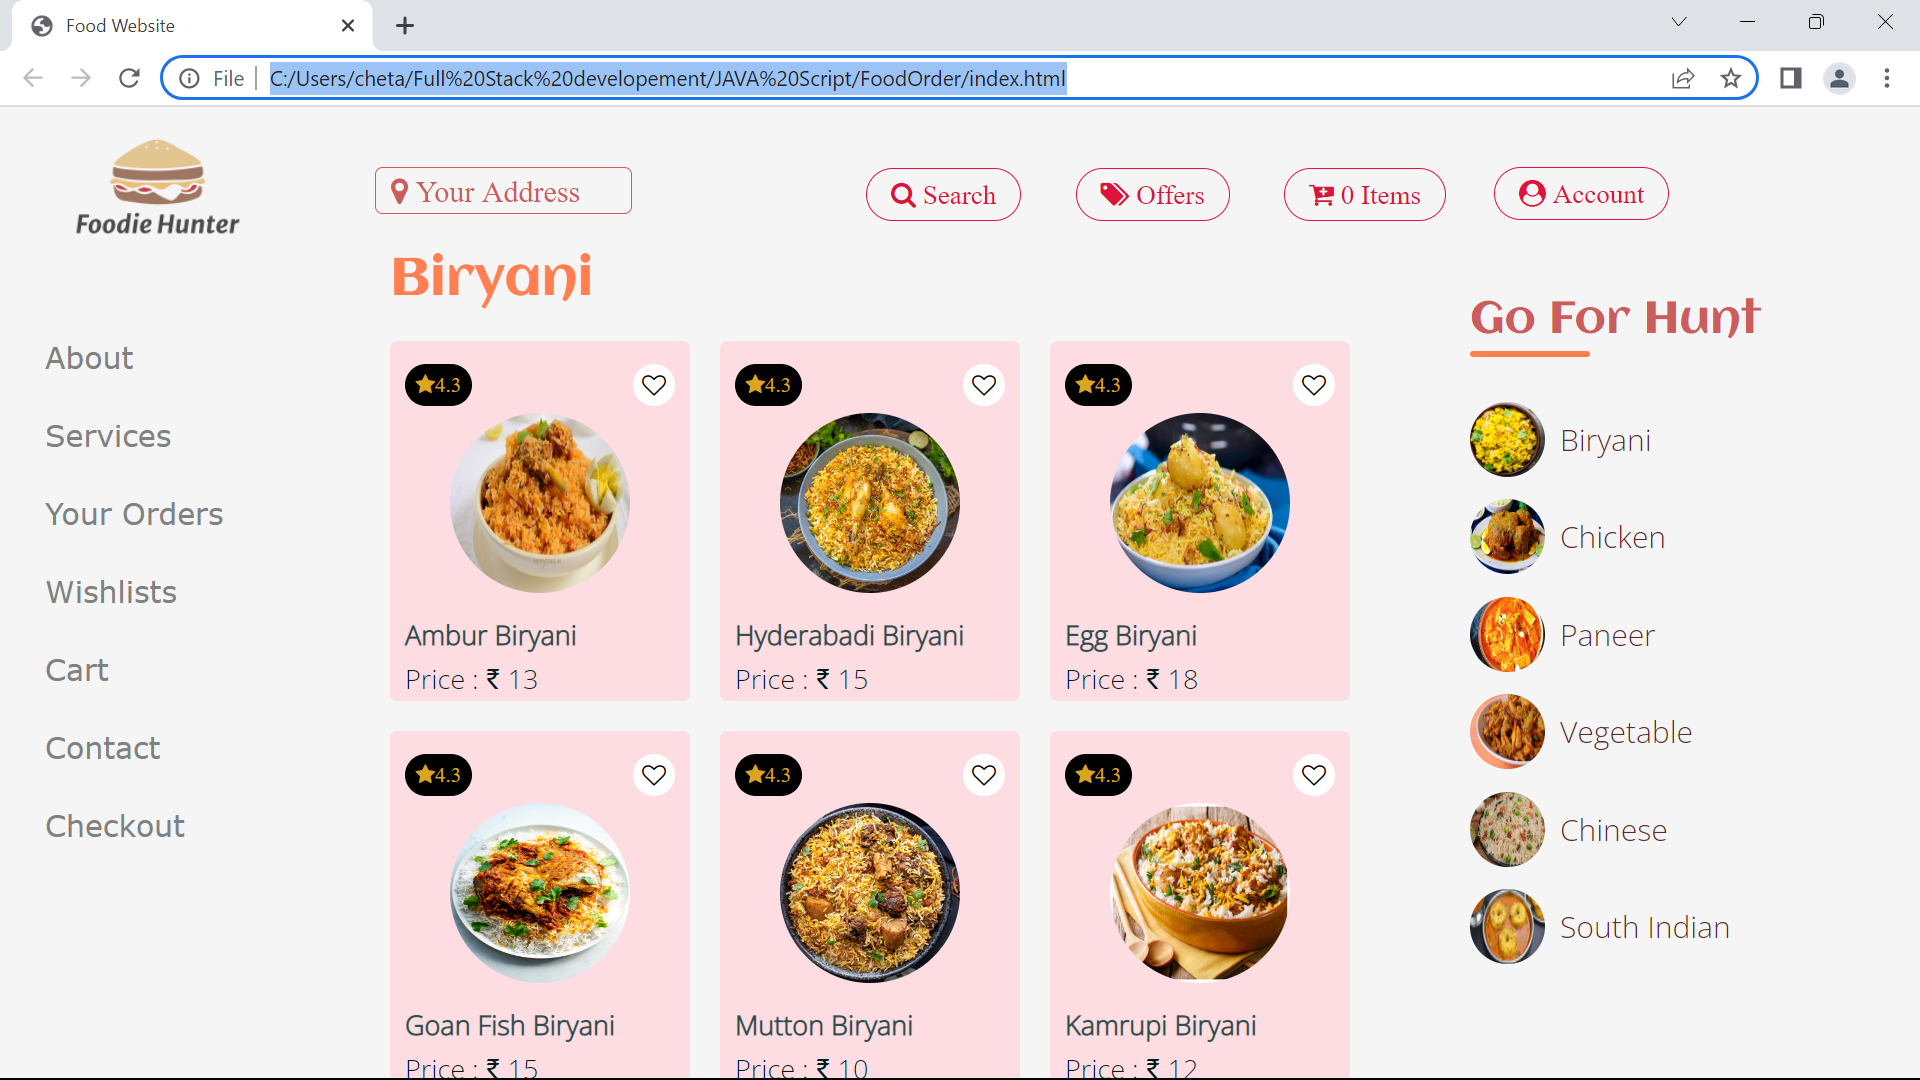 Food Website
File
C:/Users/cheta/Full%20Stack%20developement/JAVA%20Script/FoodOrder/index.html
Foodie Hunter
Your Address
Search
Offers
0 Items
Account
About
Services
Your Orders
Wishlists
Cart
Contact
Checkout
Biryani
4.3
4.3
4.3
Ambur Biryani
Price : ₹ 13
Hyderabadi Biryani
Price : ₹ 15
Egg Biryani
Price : ₹ 18
4.3
4.3
4.3
Goan Fish Biryani
Price : ₹ 15
Mutton Biryani
Price : ₹ 10
Kamrupi Biryani
Price : ₹ 12
Go For Hunt
Biryani
Chicken
Paneer
Vegetable
Chinese
South Indian